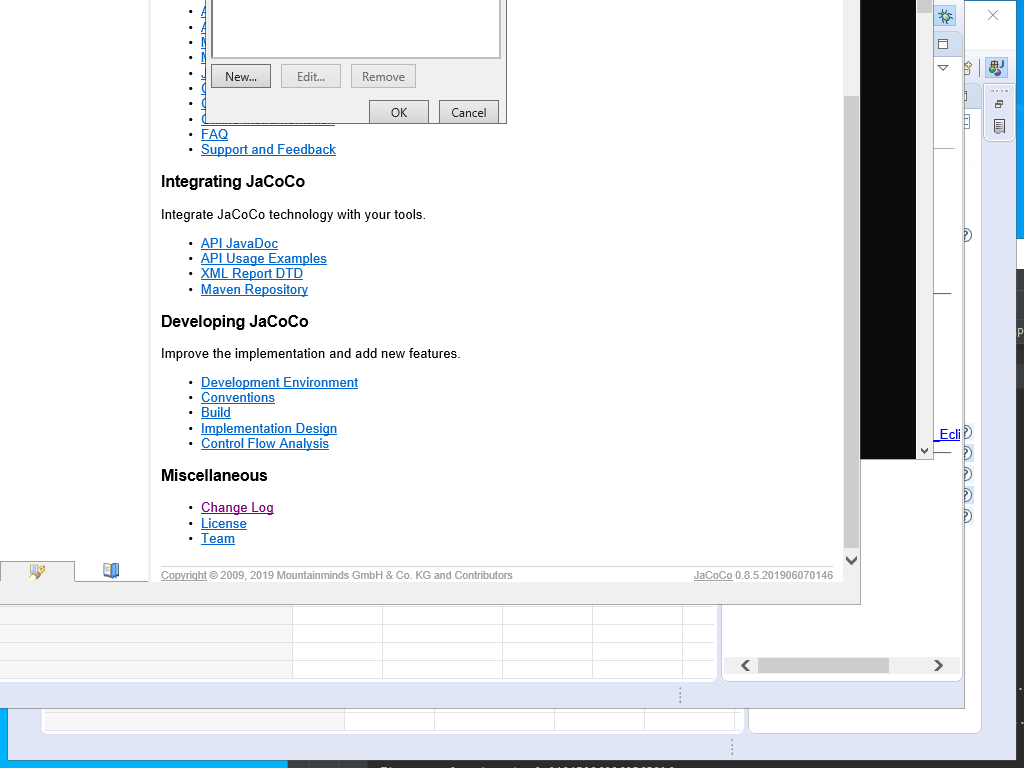 New...
Edit...
Remove
OK
Cancel
FAQ
Support and Feedback
Integrating JaCoCo
Integrate JaCoCo technology with your tools.
API JavaDoc
API Usage Examples
XML Report DTD
Maven Repository
Developing JaCoCo
Improve the implementation and add new features.
Development Environment
Conventions
Build
Implementation Design
Control Flow Analysis
_Ecli
Miscellaneous
Change Log
License
Team
Copyright © 2009, 2019 Mountainminds GmbH & Co. KG and Contributors
JaCoCo 0.8.5.201906070146